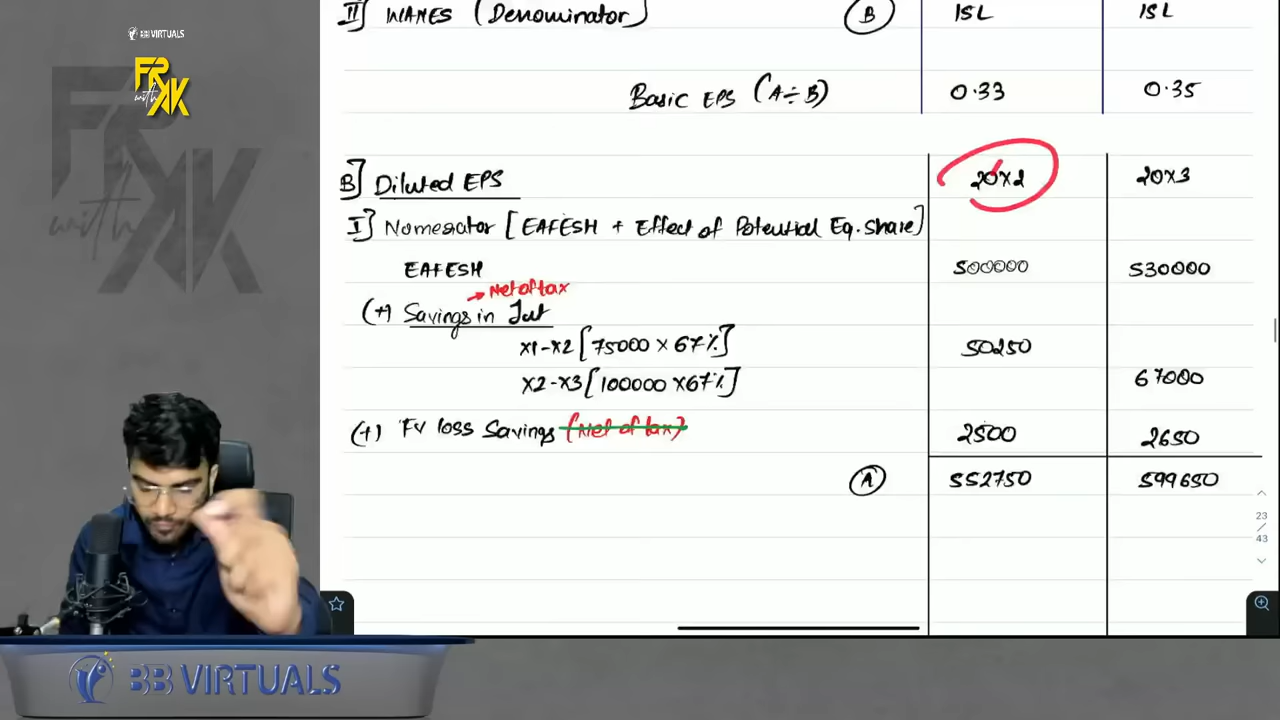 II] WANES (Denominator) B 15L 15L
BB VIRTUALS
FR
with
AK
Basic EPS (A÷B) 0.33 0.35
B] Diluted EPS 20x2 20x3
I] Nomerator [EAFESH + Effect of Potential Eq. share]
EAFESH 500000 530000
→ Net of tax
(+) Savings in Int
x1-x2 [75000 x 67%] 50250
x2-x3 [100000 x 67%] 67000
(+) FV loss Savings (Net of tax) 2500 2650
A 552750 599650
23
/
43
BB VIRTUALS